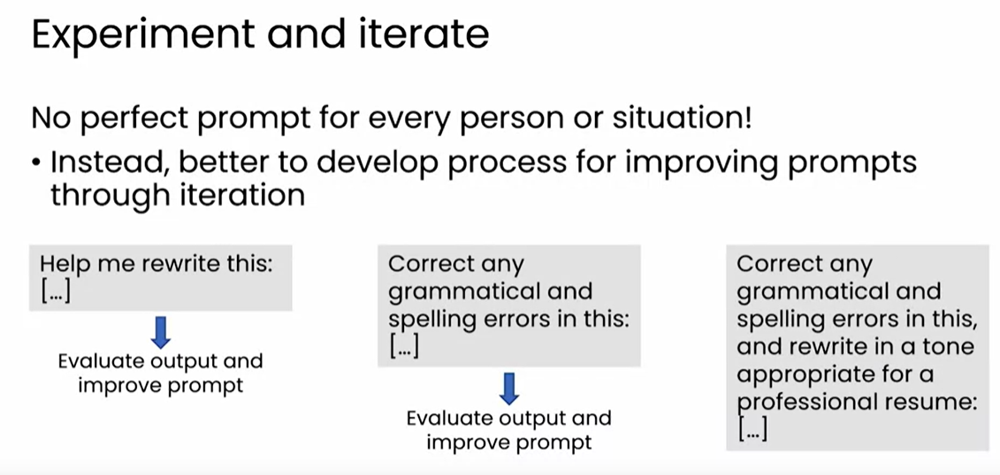 Experiment and iterate
No perfect prompt for every person or situation!
• Instead, better to develop process for improving prompts
through iteration
Help me rewrite this:
[...]
Evaluate output and
improve prompt
Correct any
grammatical and
spelling errors in this:
[...]
Evaluate output and
improve prompt
Correct any
grammatical and
spelling errors in this,
and rewrite in a tone
appropriate for a
professional resume:
[...]